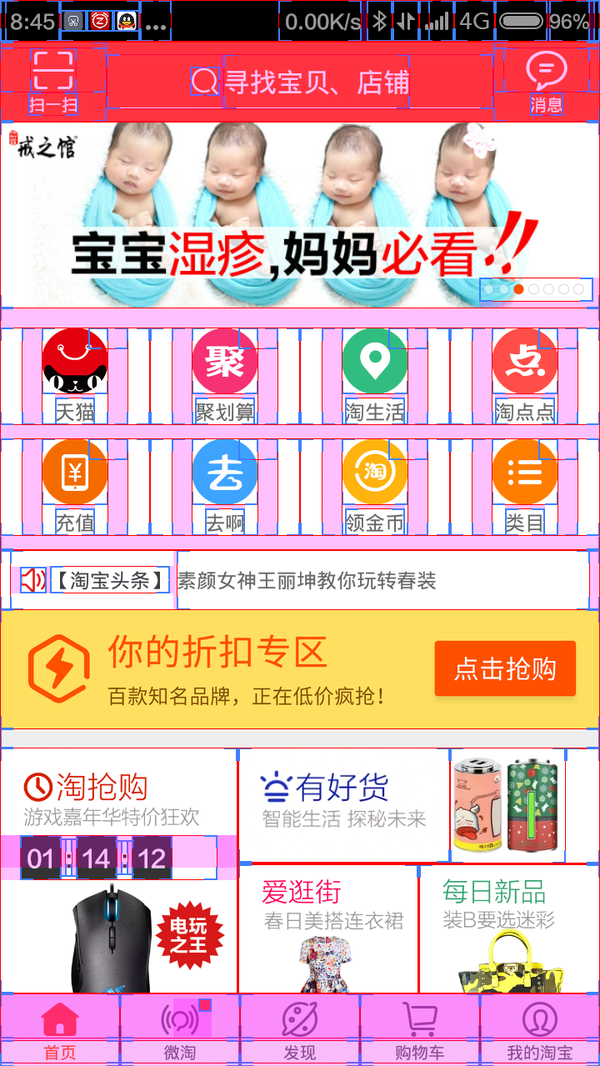 8:45 ... 0.00K/s 4G 96%
扫一扫
寻找宝贝、店铺
消息
戒之馆
宝宝湿疹,妈妈必看!!
天猫
聚
聚划算
淘生活
点
淘点点
充值
去
去啊
淘
领金币
类目
【淘宝头条】 素颜女神王丽坤教你玩转春装
你的折扣专区
百款知名品牌，正在低价疯抢！
点击抢购
淘抢购
游戏嘉年华特价狂欢
01:14:12
电玩之王
有好货
智能生活 探秘未来
爱逛街
春日美搭连衣裙
每日新品
装B要选迷彩
首页
微淘
发现
购物车
我的淘宝